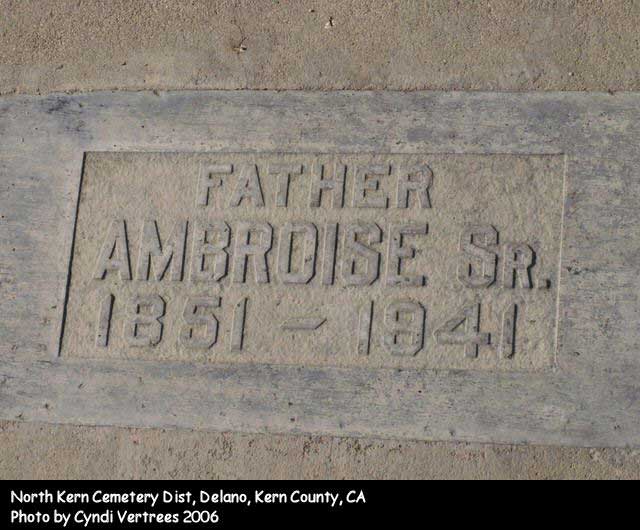 FATHER
AMBROISE SR.
1851 – 1941
North Kern Cemetery Dist, Delano, Kern County, CA
Photo by Cyndi Vertrees 2006